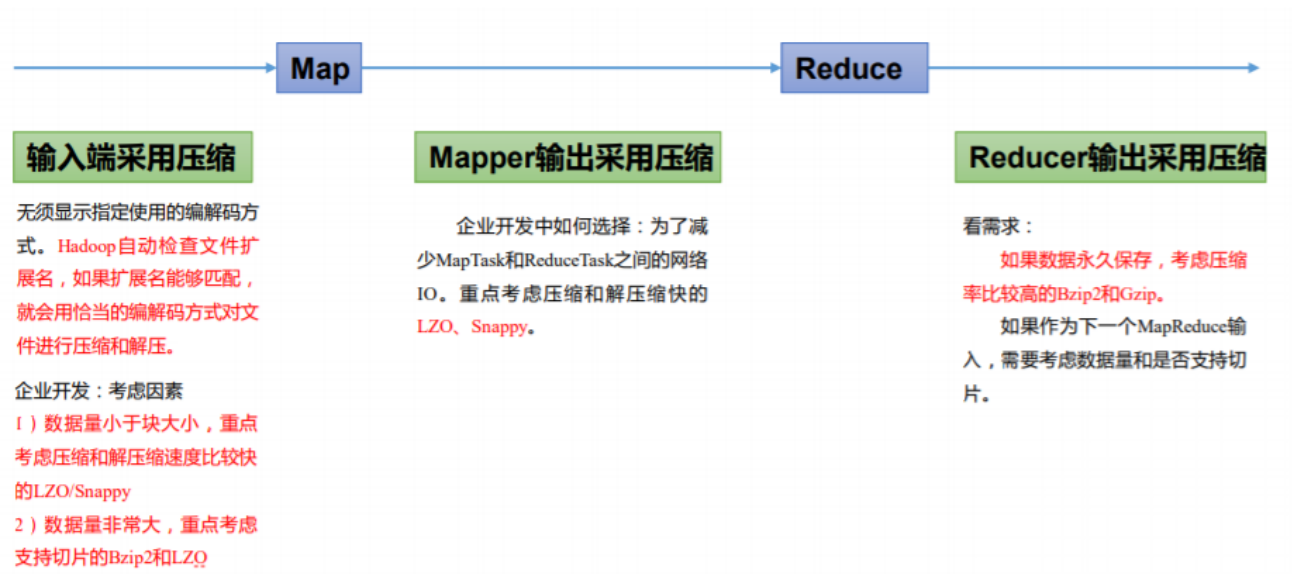 Map
Reduce
输入端采用压缩
无须显示指定使用的编解码方
式。Hadoop自动检查文件扩
展名，如果扩展名能够匹配，
就会用恰当的编解码方式对文
件进行压缩和解压。
企业开发：考虑因素
1）数据量小于块大小，重点
考虑压缩和解压缩速度比较快
的LZO/Snappy
2）数据量非常大，重点考虑
支持切片的Bzip2和LZO
Mapper输出采用压缩
企业开发中如何选择：为了减
少MapTask和ReduceTask之间的网络
IO。重点考虑压缩和解压缩快的
LZO、Snappy。
Reducer输出采用压缩
看需求：
如果数据永久保存，考虑压缩
率比较高的Bzip2和Gzip。
如果作为下一个MapReduce输
入，需要考虑数据量和是否支持切
片。